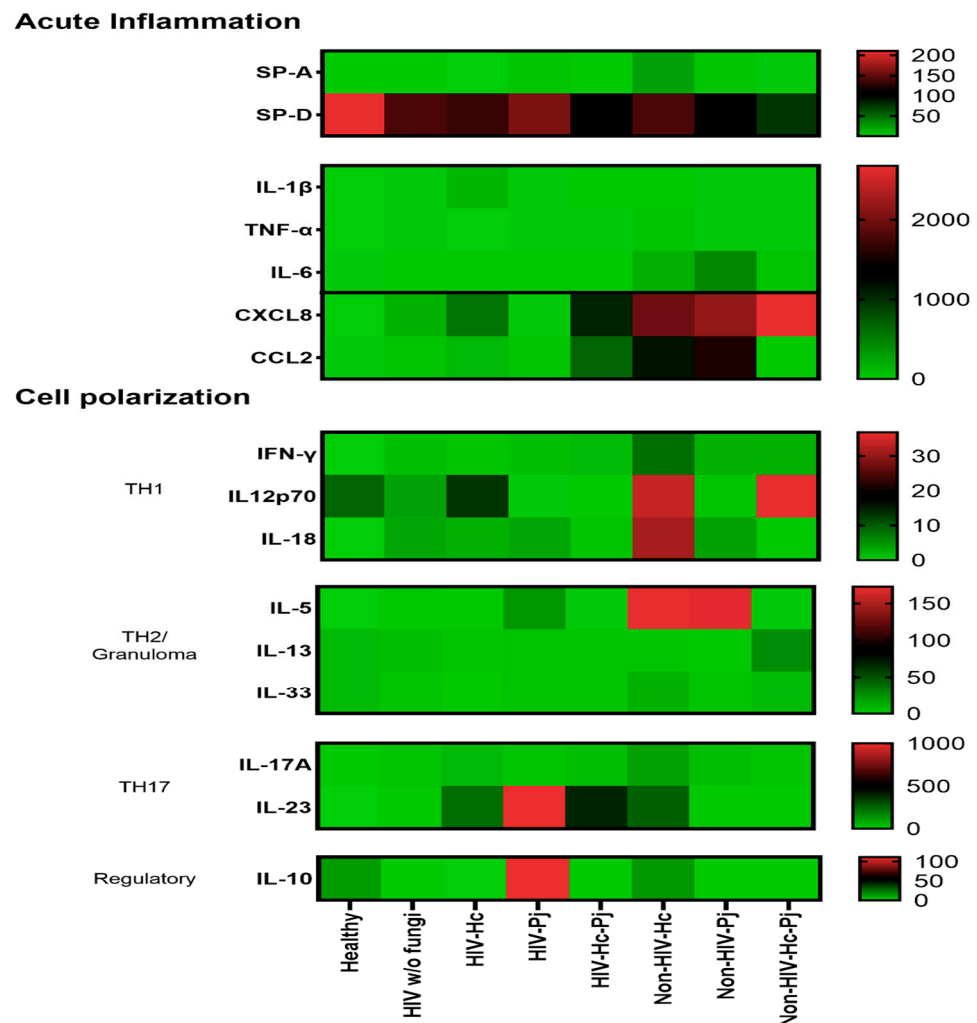 Acute Inflammation
SP-A
SP-D
200
150
100
50
IL-1β
TNF-α
IL-6
CXCL8
CCL2
2000
1000
0
Cell polarization
TH1
IFN-γ
IL12p70
IL-18
30
20
10
0
TH2/
Granuloma
IL-5
IL-13
IL-33
150
100
50
0
TH17
IL-17A
IL-23
1000
500
0
Regulatory
IL-10
100
50
0
Healthy
HIV w/o fungi
HIV-Hc
HIV-Pj
HIV-Hc-Pj
Non-HIV-Hc
Non-HIV-Pj
Non-HIV-Hc-Pj